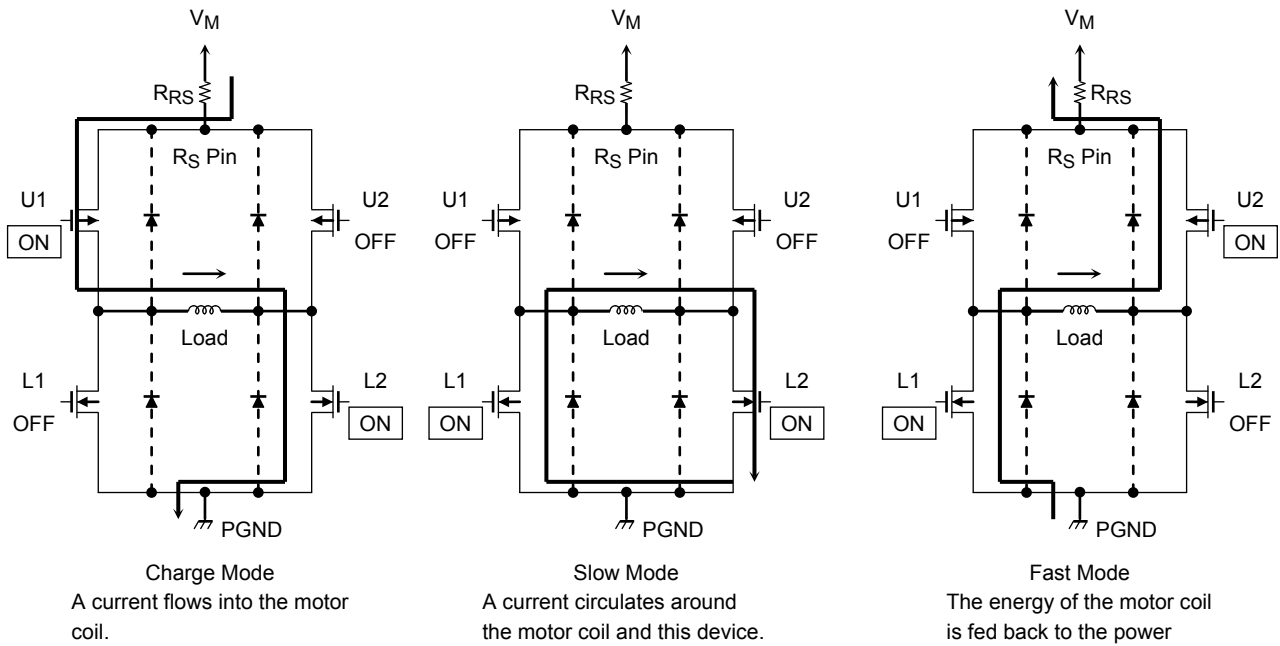 VM
RRS
RS Pin
U1
ON
U2
OFF
Load
L1
OFF
L2
ON
PGND
Charge Mode
A current flows into the motor
coil.
VM
RRS
RS Pin
U1
OFF
U2
OFF
Load
L1
ON
L2
ON
PGND
Slow Mode
A current circulates around
the motor coil and this device.
VM
RRS
RS Pin
U1
OFF
U2
ON
Load
L1
ON
L2
OFF
PGND
Fast Mode
The energy of the motor coil
is fed back to the power